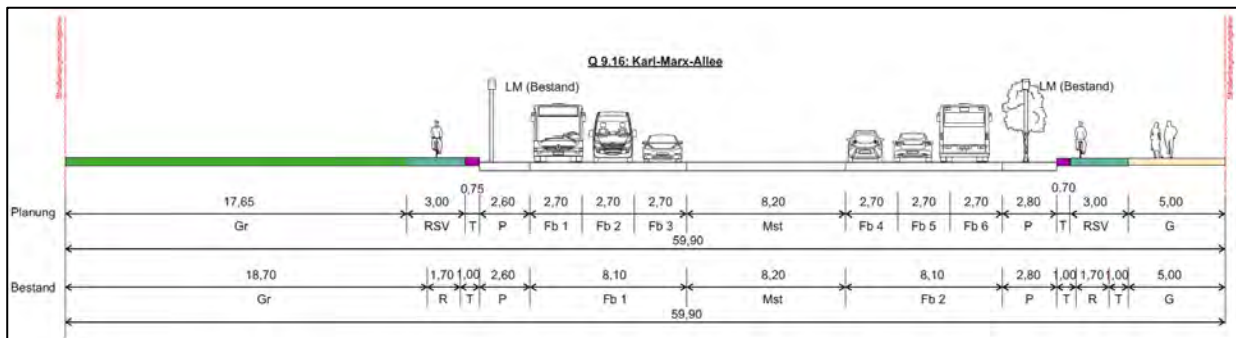 Q 9.16: Karl-Marx-Allee
Straßenbegrenzungslinie
Straßenbegrenzungslinie
LM (Bestand)
LM (Bestand)
0,75
0,70
Planung
17,65 3,00 2,60 2,70 2,70 2,70 8,20 2,70 2,70 2,70 2,80 3,00 5,00
Gr RSV T P Fb 1 Fb 2 Fb 3 Mst Fb 4 Fb 5 Fb 6 P T RSV G
59,90
Bestand
18,70 1,70 1,00 2,60 8,10 8,20 8,10 2,80 1,00 1,70 1,00 5,00
Gr R T P Fb 1 Mst Fb 2 P T R T G
59,90